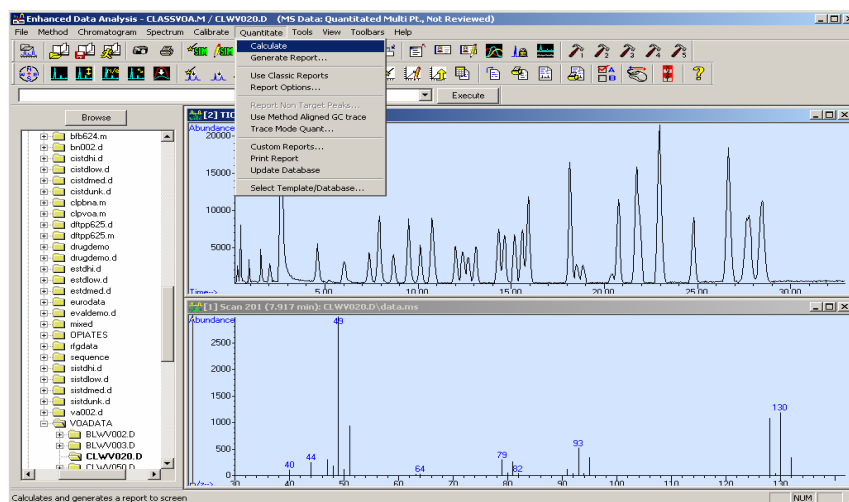 Enhanced Data Analysis - CLASSVOA.M / CLWV020.D (MS Data: Quantitated Multi Pt., Not Reviewed)
File Method Chromatogram Spectrum Calibrate Quantitate Tools View Toolbars Help
Calculate
Generate Report...
Use Classic Reports
Report Options...
Report Non Target Peaks...
Use Method Aligned GC trace
Trace Mode Quant...
Custom Reports...
Print Report
Update Database
Select Template/Database...
Execute
Browse
bfb624.m
bn002.d
cistdhi.d
cistdlow.d
cistdmed.d
cistdunk.d
clpbna.m
clpvoa.m
dftpp625.d
dftpp625.m
drugdemo
drugdemo.d
estdhi.d
estdlow.d
estdmed.d
eurodata
evaldemo.d
mixed
OPIATES
rfgdata
sequence
sistdhi.d
sistdlow.d
sistdmed.d
sistdunk.d
va002.d
VOADATA
BLWV002.D
BLWV003.D
CLWV020.D
CLWV050.D
[2] TIC
Abundance
20000
15000
10000
5000
Time-->
5.00 10.00 15.00 20.00 25.00 30.00
[1] Scan 201 (7.917 min): CLWV020.D\data.ms
Abundance
2500
2000
1500
1000
500
0
49
40
44
64
79
82
93
130
m/z-->
30 40 50 60 70 80 90 100 110 120 130
Calculates and generates a report to screen
NUM